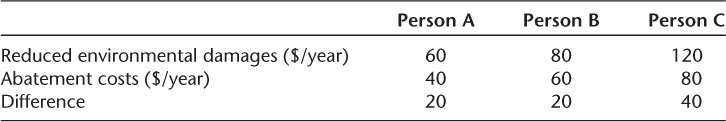 Person A Person B Person C
Reduced environmental damages ($/year) 60 80 120
Abatement costs ($/year) 40 60 80
Difference 20 20 40